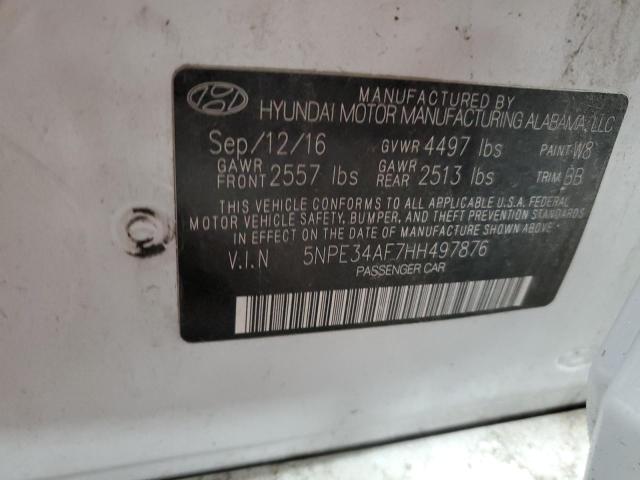 MANUFACTURED BY
HYUNDAI MOTOR MANUFACTURING ALABAMA, LLC
Sep/12/16 GVWR 4497 lbs PAINT:W8
GAWR FRONT 2557 lbs GAWR REAR 2513 lbs TRIM:BB
THIS VEHICLE CONFORMS TO ALL APPLICABLE U.S.A. FEDERAL
MOTOR VEHICLE SAFETY, BUMPER, AND THEFT PREVENTION
STANDARDS IN EFFECT ON THE DATE OF MANUFACTURE SHOWN ABOVE.
V.I.N 5NPE34AF7HH497876
PASSENGER CAR